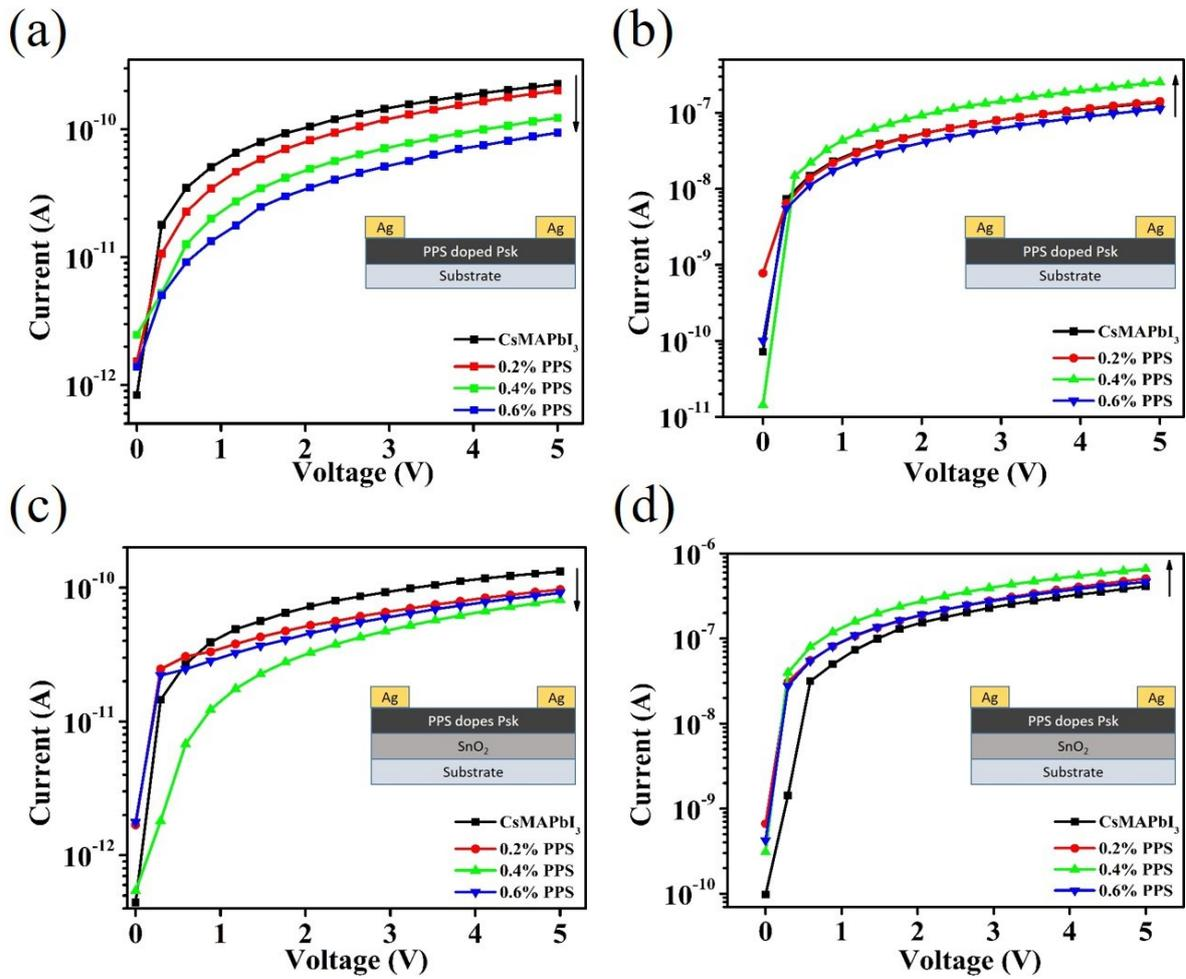 (a)
Current (A)
10⁻¹⁰
10⁻¹¹
10⁻¹²
Ag Ag
PPS doped Psk
Substrate
CsMAPbI₃
0.2% PPS
0.4% PPS
0.6% PPS
0 1 2 3 4 5
Voltage (V)
(b)
Current (A)
10⁻⁷
10⁻⁸
10⁻⁹
10⁻¹⁰
10⁻¹¹
Ag Ag
PPS doped Psk
Substrate
CsMAPbI₃
0.2% PPS
0.4% PPS
0.6% PPS
0 1 2 3 4 5
Voltage (V)
(c)
Current (A)
10⁻¹⁰
10⁻¹¹
10⁻¹²
Ag Ag
PPS dopes Psk
SnO₂
Substrate
CsMAPbI₃
0.2% PPS
0.4% PPS
0.6% PPS
0 1 2 3 4 5
Voltage (V)
(d)
Current (A)
10⁻⁶
10⁻⁷
10⁻⁸
10⁻⁹
10⁻¹⁰
Ag Ag
PPS dopes Psk
SnO₂
Substrate
CsMAPbI₃
0.2% PPS
0.4% PPS
0.6% PPS
0 1 2 3 4 5
Voltage (V)